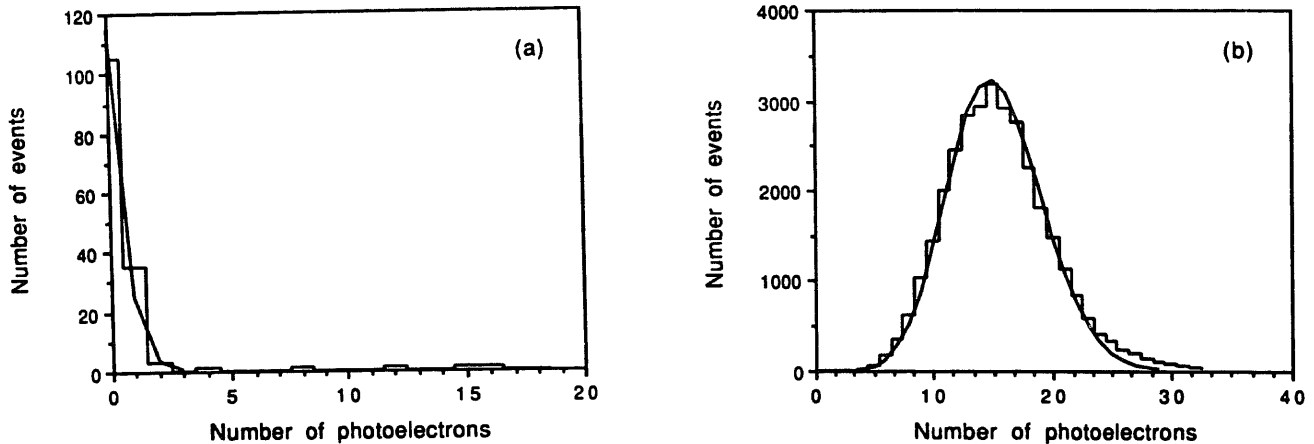 120
100
80
60
40
20
0
Number of events
(a)
0 5 10 15 20
Number of photoelectrons
4000
3000
2000
1000
0
Number of events
(b)
0 10 20 30 40
Number of photoelectrons